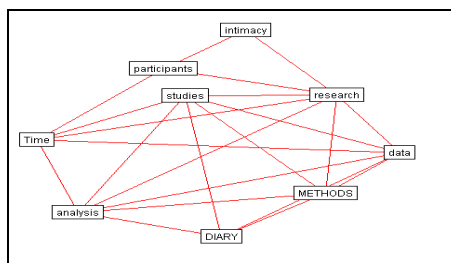 intimacy
participants
studies
research
Time
data
METHODS
analysis
DIARY